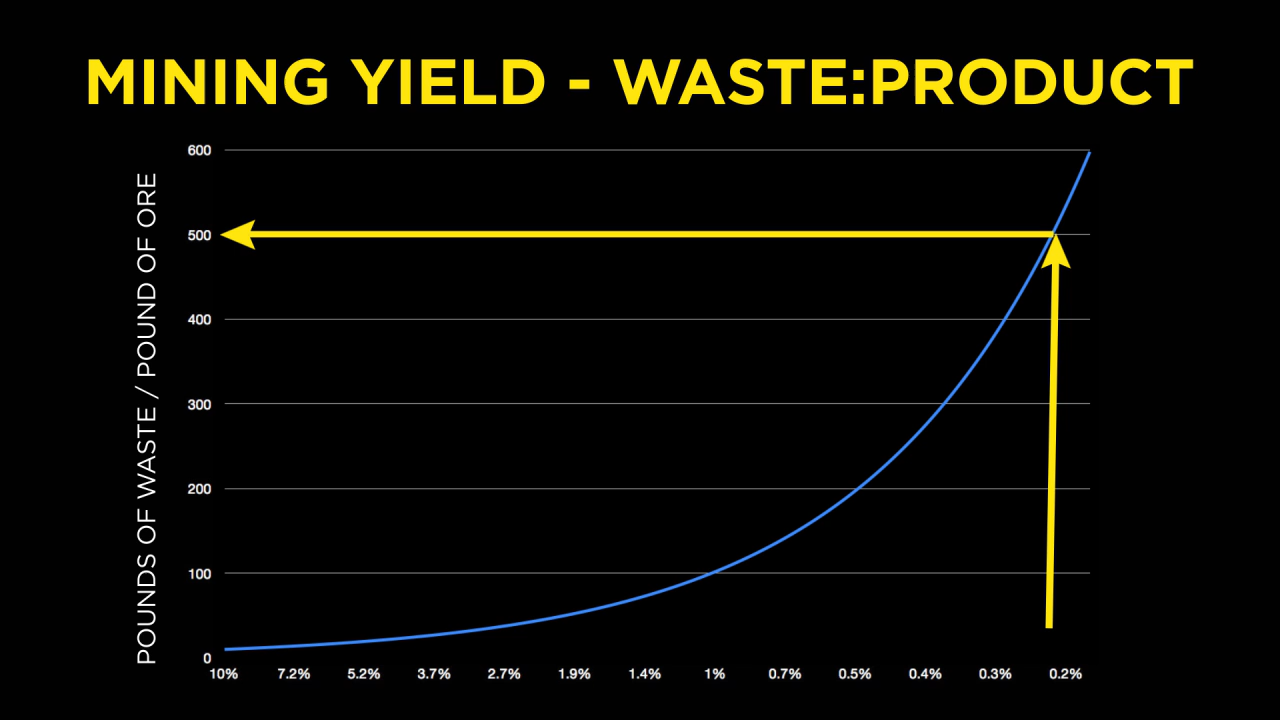 MINING YIELD - WASTE:PRODUCT
POUNDS OF WASTE / POUND OF ORE
600
500
400
300
200
100
0
10% 7.2% 5.2% 3.7% 2.7% 1.9% 1.4% 1% 0.7% 0.5% 0.4% 0.3% 0.2%